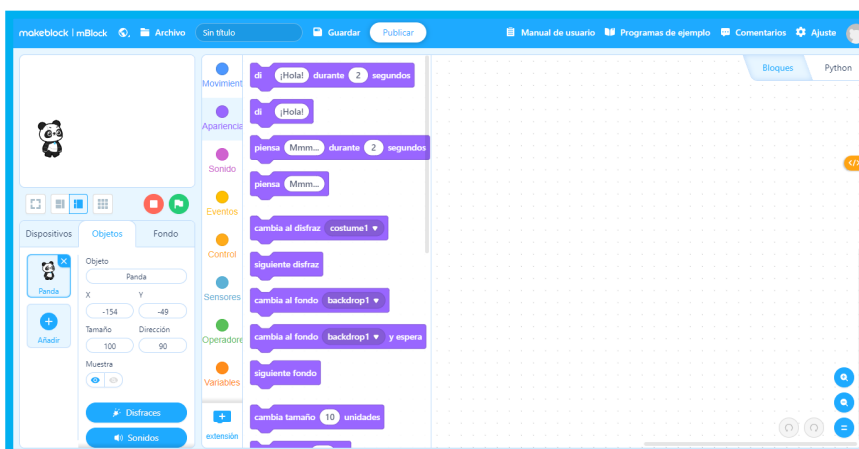 makeblock | mBlock Archivo Sin título Guardar Publicar Manual de usuario Programas de ejemplo Comentarios Ajuste
Bloques Python
Dispositivos Objetos Fondo
Panda
Añadir
Objeto
Panda
X Y
-154 -49
Tamaño Dirección
100 90
Muestra
Disfraces
Sonidos
Movimient
Apariencia
Sonido
Eventos
Control
Sensores
Operadore
Variables
extensión
di ¡Hola! durante 2 segundos
di ¡Hola!
piensa Mmm... durante 2 segundos
piensa Mmm...
cambia al disfraz costume1
siguiente disfraz
cambia al fondo backdrop1
cambia al fondo backdrop1 y espera
siguiente fondo
cambia tamaño 10 unidades